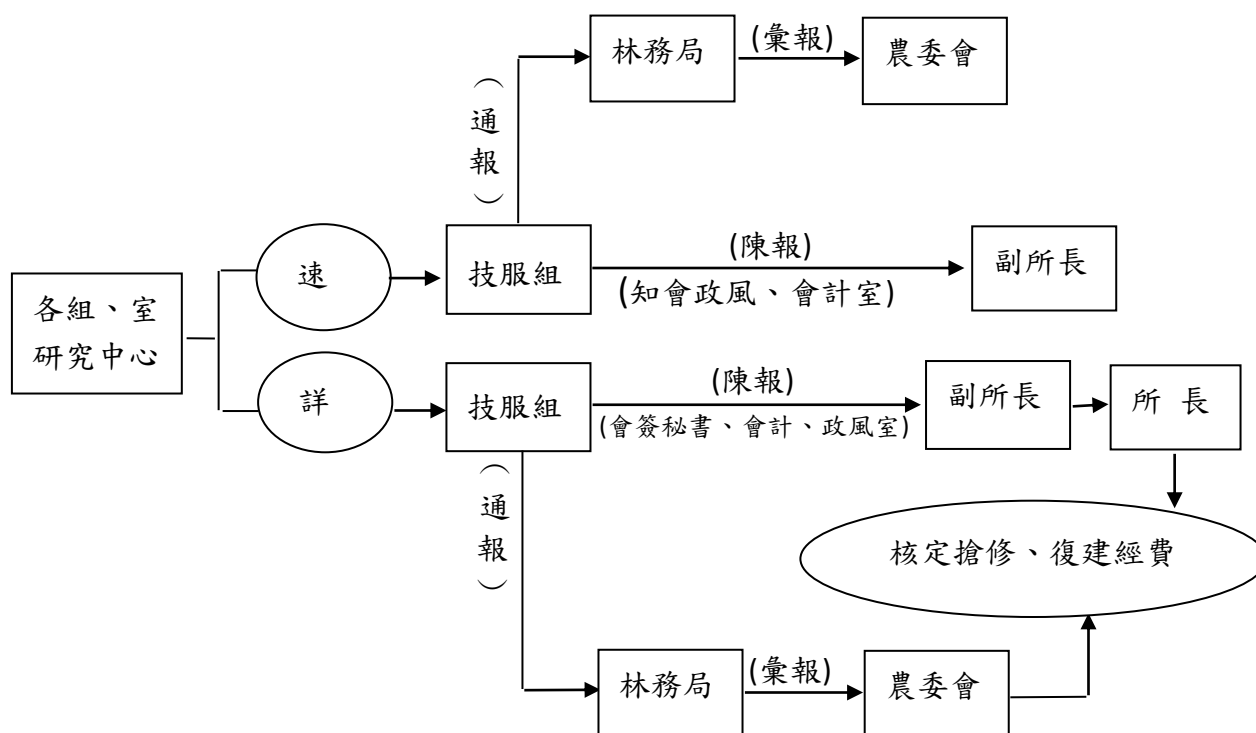 林務局
(彙報)
農委會
（通報）
各組、室
研究中心
速
技服組
(陳報)
(知會政風、會計室)
副所長
詳
技服組
(陳報)
(會簽秘書、會計、政風室)
副所長
所 長
（通報）
核定搶修、復建經費
林務局
(彙報)
農委會